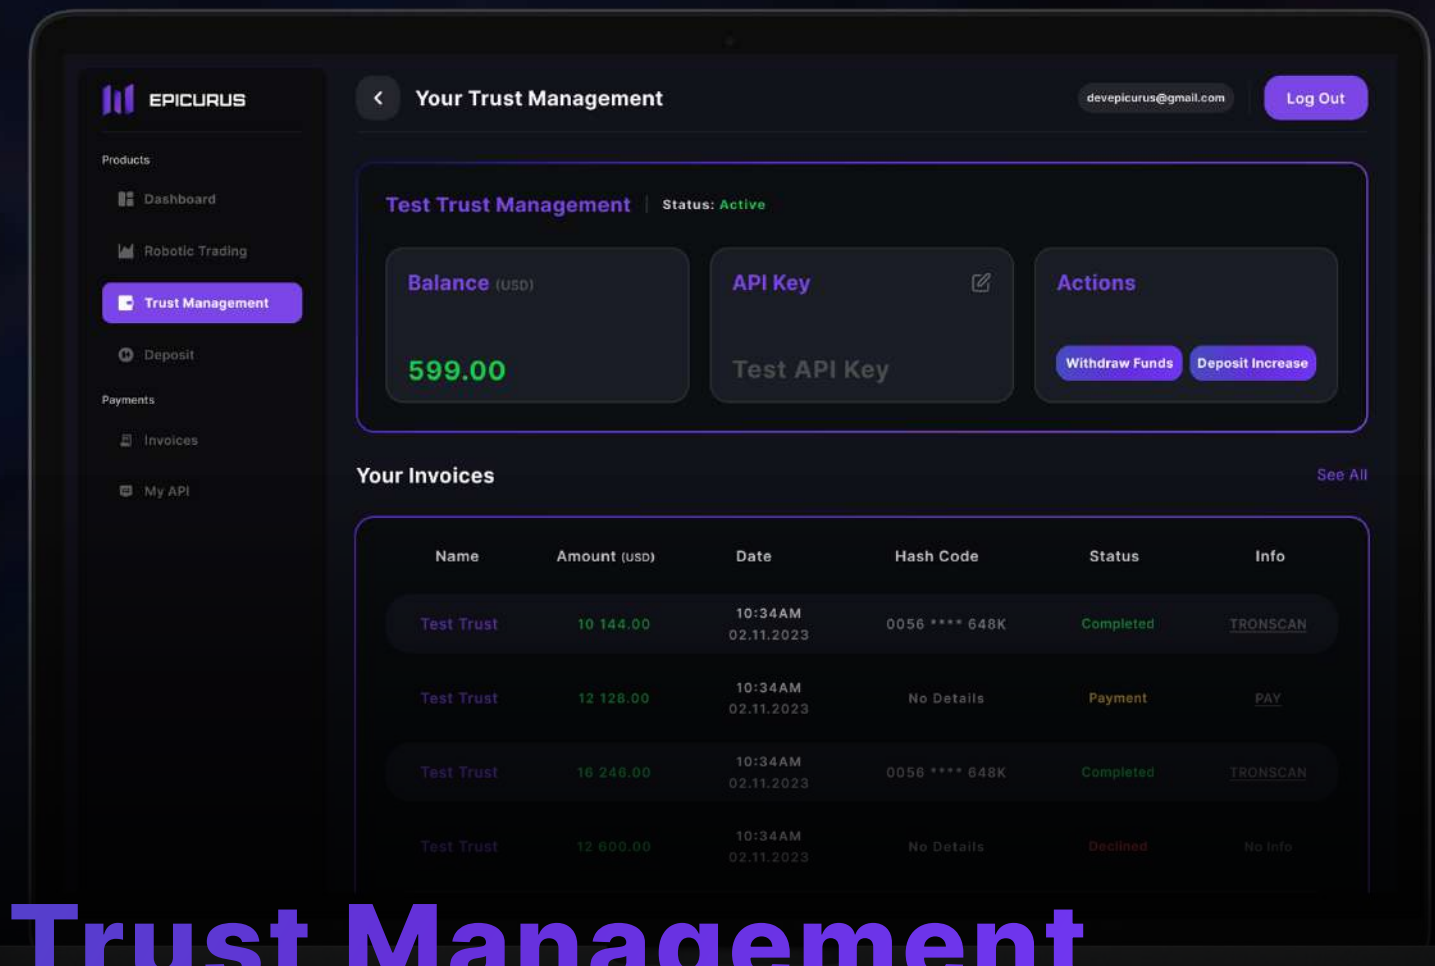 EPICURUS
Your Trust Management
devepicurus@gmail.com
Log Out
Products
Dashboard
Robotic Trading
Trust Management
Deposit
Payments
Invoices
My API
Test Trust Management
Status: Active
Balance (USD)
599.00
API Key
Test API Key
Actions
Withdraw Funds
Deposit Increase
Your Invoices
See All
Name Amount (USD) Date Hash Code Status Info
Test Trust 10 144.00 10:34AM 0056 **** 648K Completed TRONSCAN
02.11.2023
Test Trust 12 128.00 10:34AM No Details Payment PAY
02.11.2023
Test Trust 16 246.00 10:34AM 0056 **** 648K Completed TRONSCAN
02.11.2023
Test Trust 12 600.00 10:34AM No Details Declined No Info
02.11.2023
Trust Management